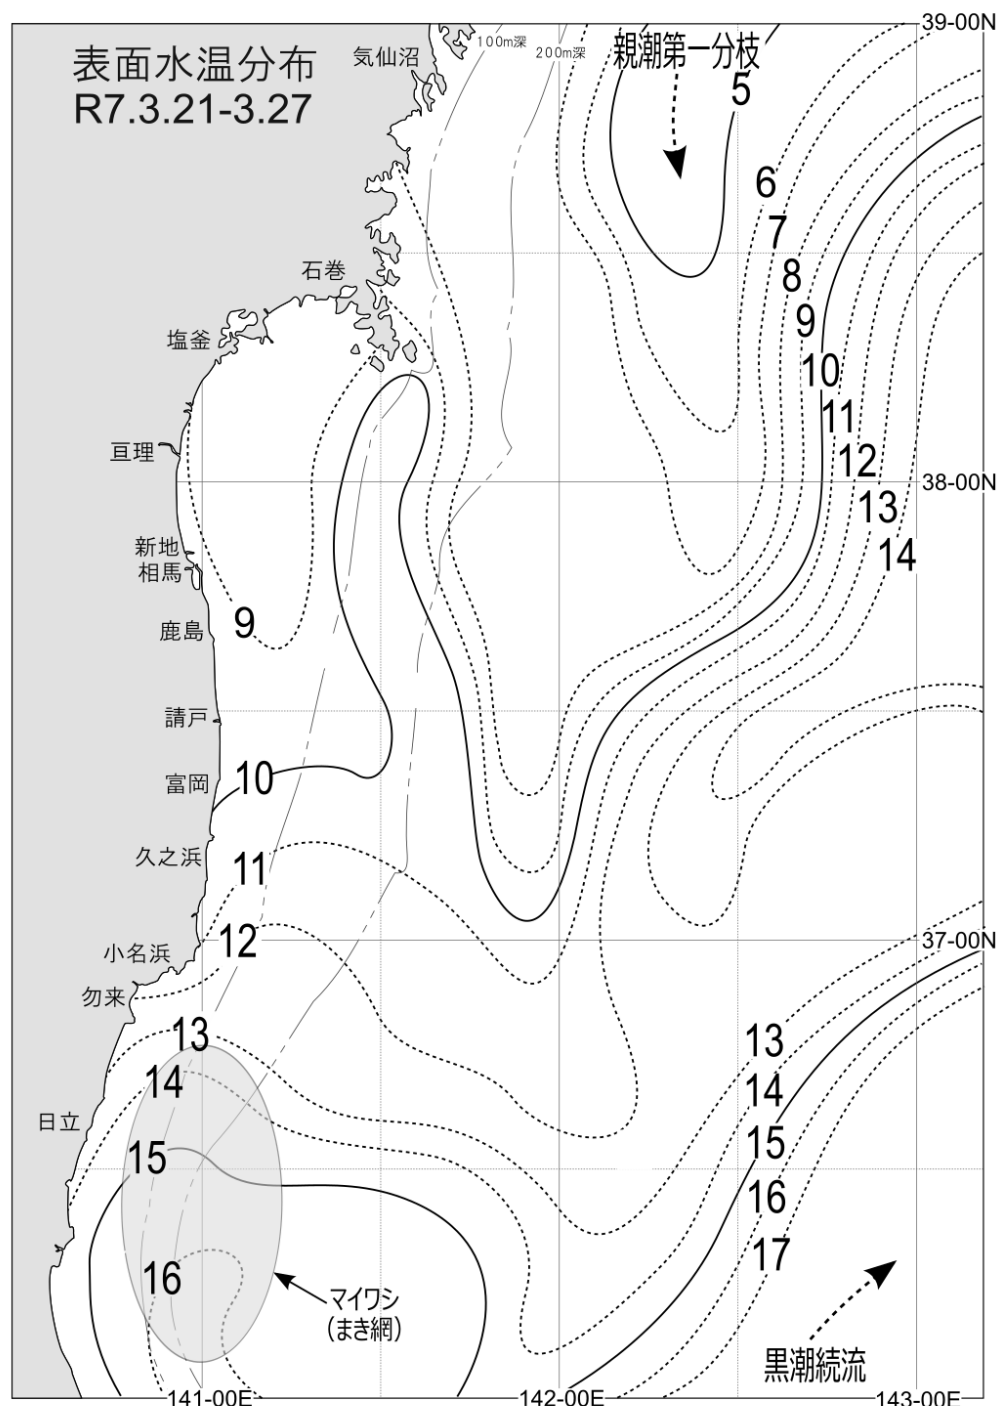 表面水温分布
R7.3.21-3.27
気仙沼
100m深
200m深
親潮第一分枝
39-00N
5
6
7
8
9
10
11
12
13
14
石巻
塩釜
亘理
38-00N
新地
相馬
鹿島
9
請戸
富岡
10
久之浜
11
小名浜
12
37-00N
勿来
13
14
日立
15
16
13
14
15
16
17
マイワシ
(まき網)
黒潮続流
141-00E
142-00E
143-00E